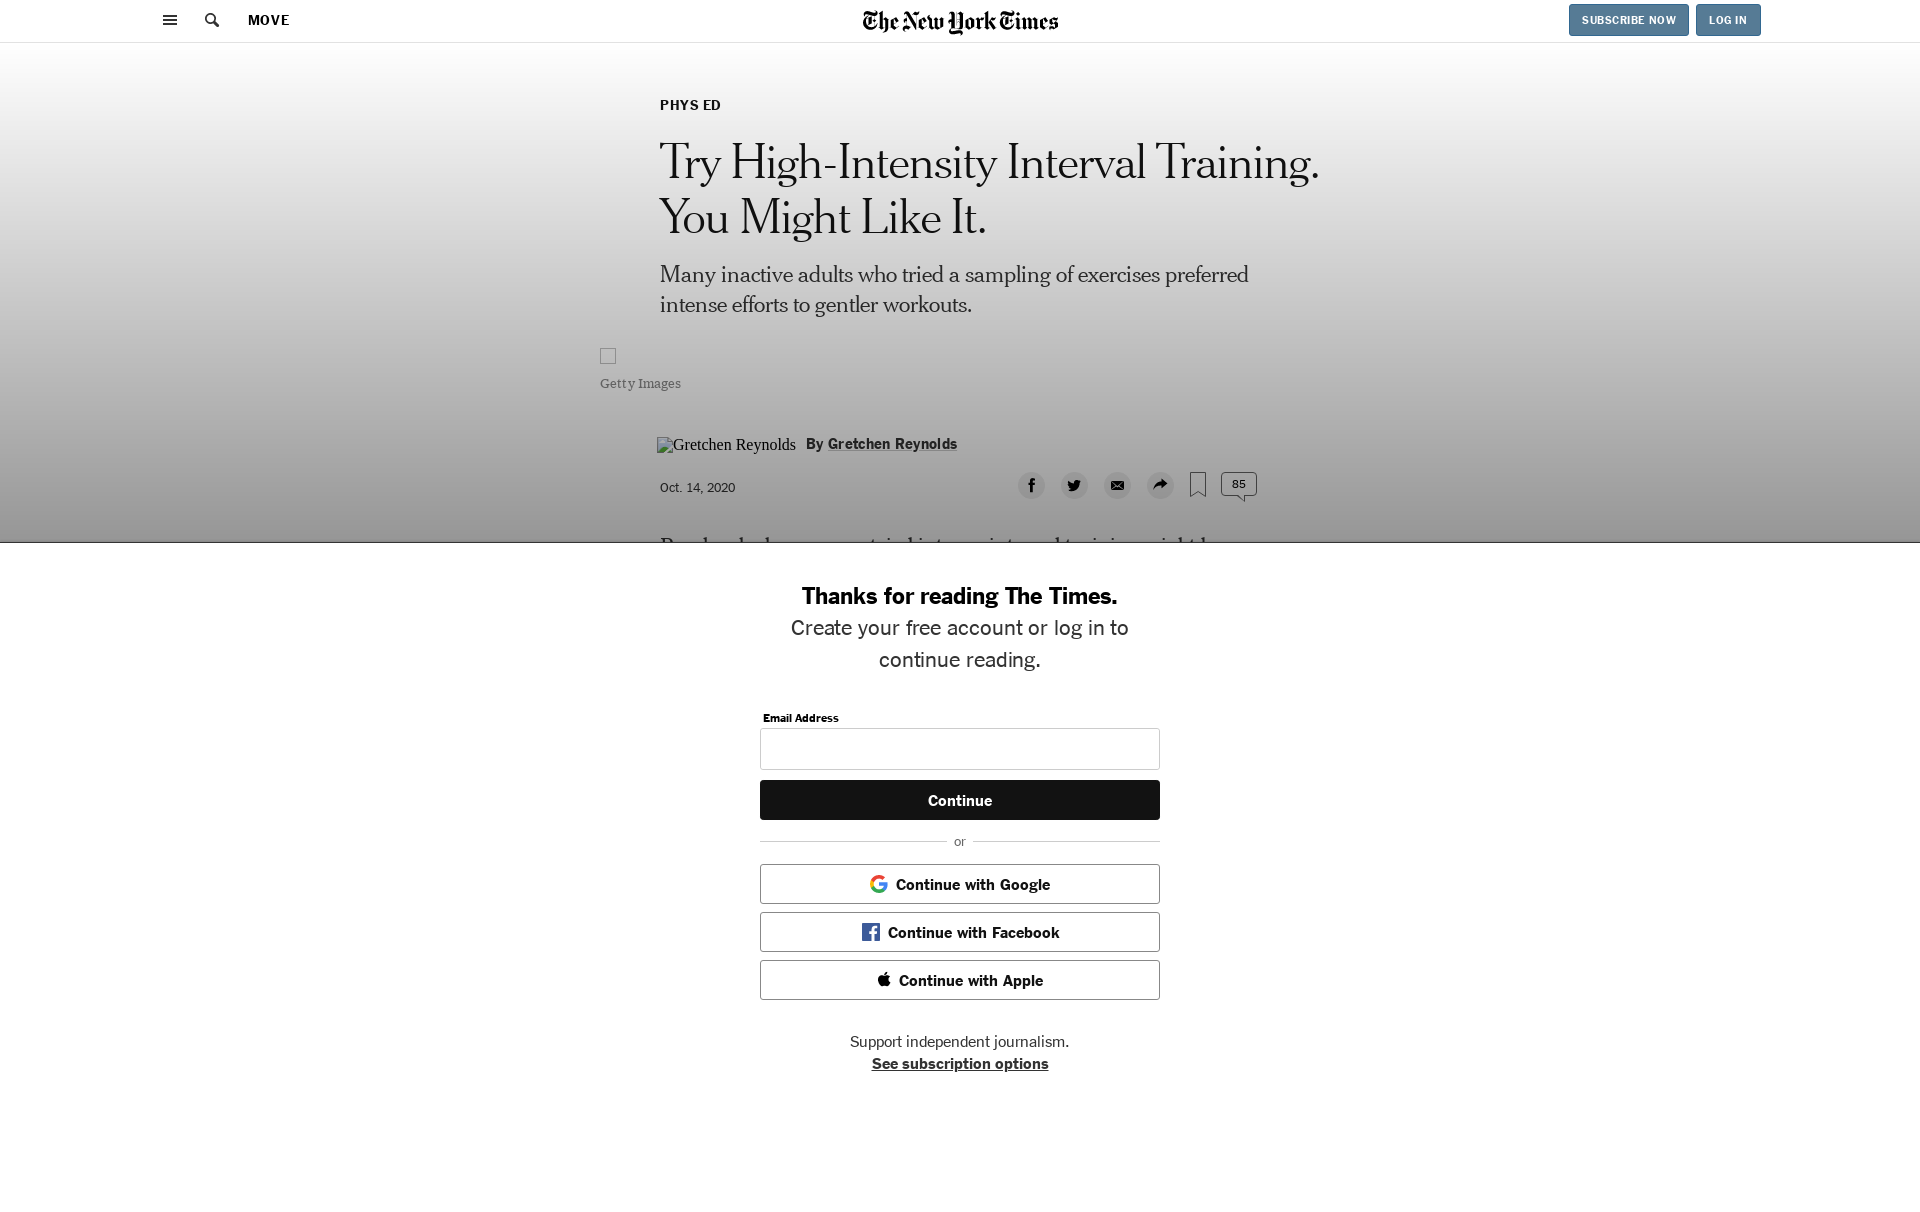 MOVE
The New York Times
SUBSCRIBE NOW
LOG IN
PHYS ED
Try High-Intensity Interval Training.
You Might Like It.
Many inactive adults who tried a sampling of exercises preferred
intense efforts to gentler workouts.
Getty Images
Gretchen Reynolds
By Gretchen Reynolds
Oct. 14, 2020
85
Thanks for reading The Times.
Create your free account or log in to
continue reading.
Email Address
Continue
or
Continue with Google
Continue with Facebook
Continue with Apple
Support independent journalism.
See subscription options